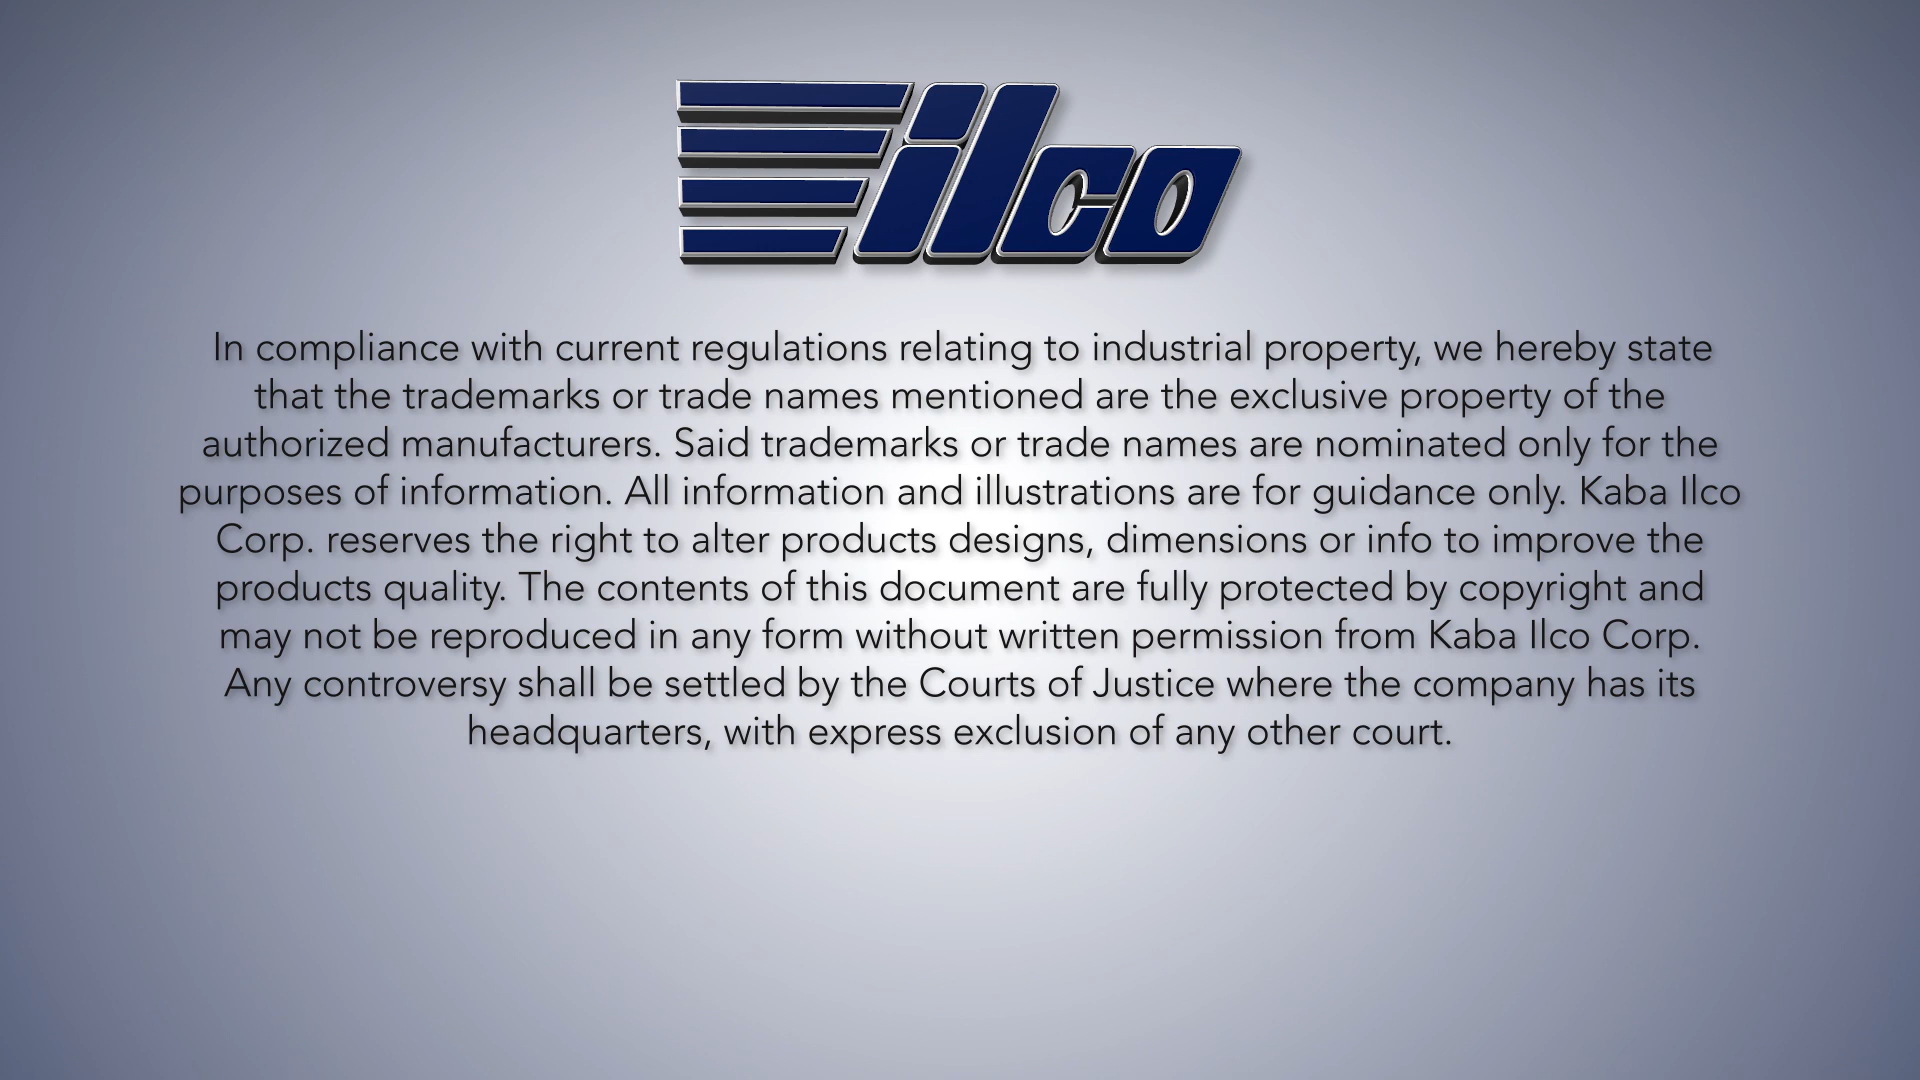 ilco
In compliance with current regulations relating to industrial property, we hereby state
that the trademarks or trade names mentioned are the exclusive property of the
authorized manufacturers. Said trademarks or trade names are nominated only for the
purposes of information. All information and illustrations are for guidance only. Kaba Ilco
Corp. reserves the right to alter products designs, dimensions or info to improve the
products quality. The contents of this document are fully protected by copyright and
may not be reproduced in any form without written permission from Kaba Ilco Corp.
Any controversy shall be settled by the Courts of Justice where the company has its
headquarters, with express exclusion of any other court.